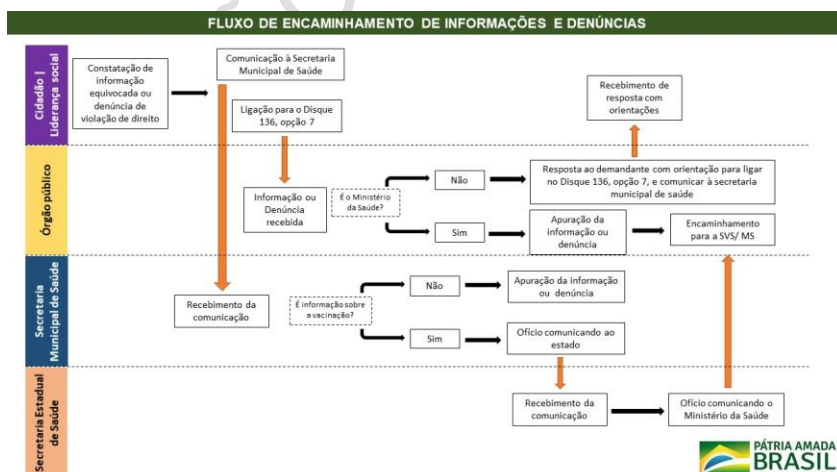 FLUXO DE ENCAMINHAMENTO DE INFORMAÇÕES E DENÚNCIAS
Cidadão |
Liderança social
Constatação de
informação
equivocada ou
denúncia de
violação de direito
Comunicação à Secretaria
Municipal de Saúde
Ligação para o Disque
136, opção 7
Recebimento de
resposta com
orientações
Órgão público
Informação ou
Denúncia
recebida
É o Ministério
da Saúde?
Não
Resposta ao demandante com orientação para ligar
no Disque 136, opção 7, e comunicar à secretaria
municipal de saúde
Sim
Apuração da
informação ou
denúncia
Encaminhamento
para a SVS/ MS
Secretaria
Municipal de Saúde
Recebimento da
comunicação
É informação sobre
a vacinação?
Não
Apuração da informação
ou denúncia
Sim
Ofício comunicando ao
estado
Secretaria Estadual
de Saúde
Recebimento da
comunicação
Ofício comunicando o
Ministério da Saúde
PÁTRIA AMADA
BRASIL